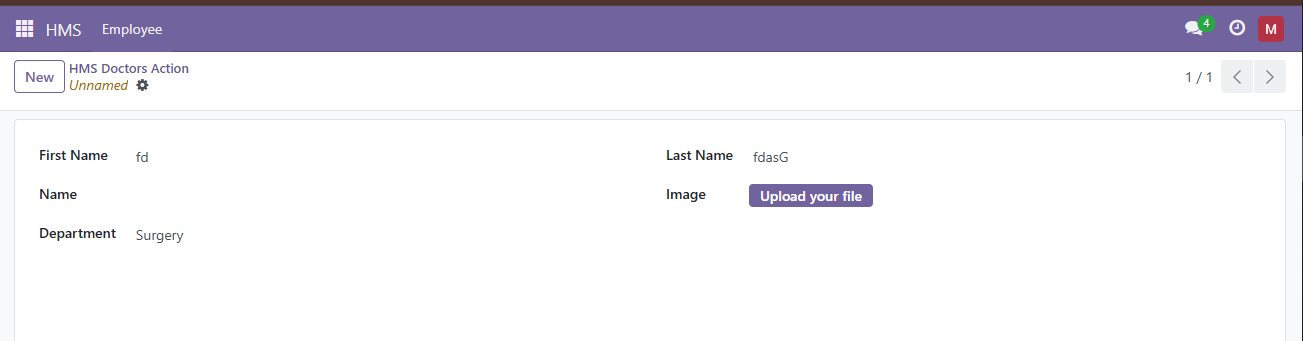 HMS Employee 4 M
New HMS Doctors Action
Unnamed 1 / 1
First Name fd Last Name fdasG
Name Image Upload your file
Department Surgery